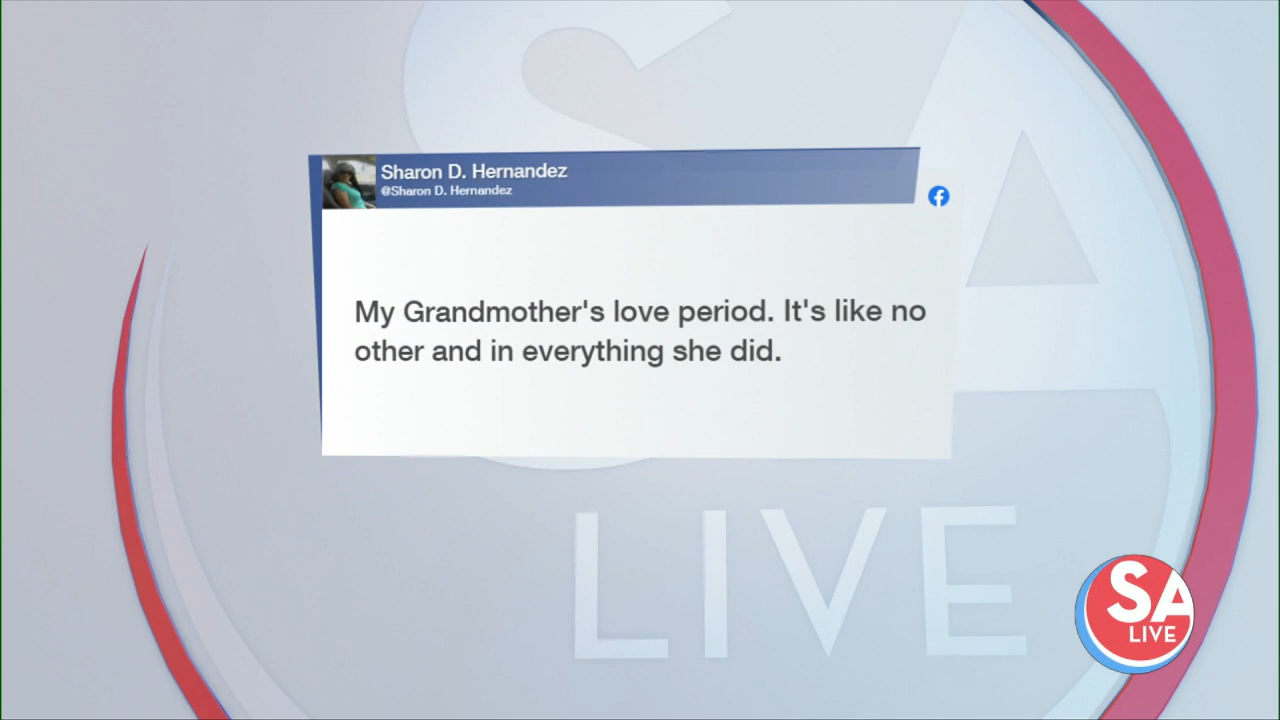 Sharon D. Hernandez
@Sharon D. Hernandez
My Grandmother's love period. It's like no
other and in everything she did.
SA
LIVE
SA
LIVE